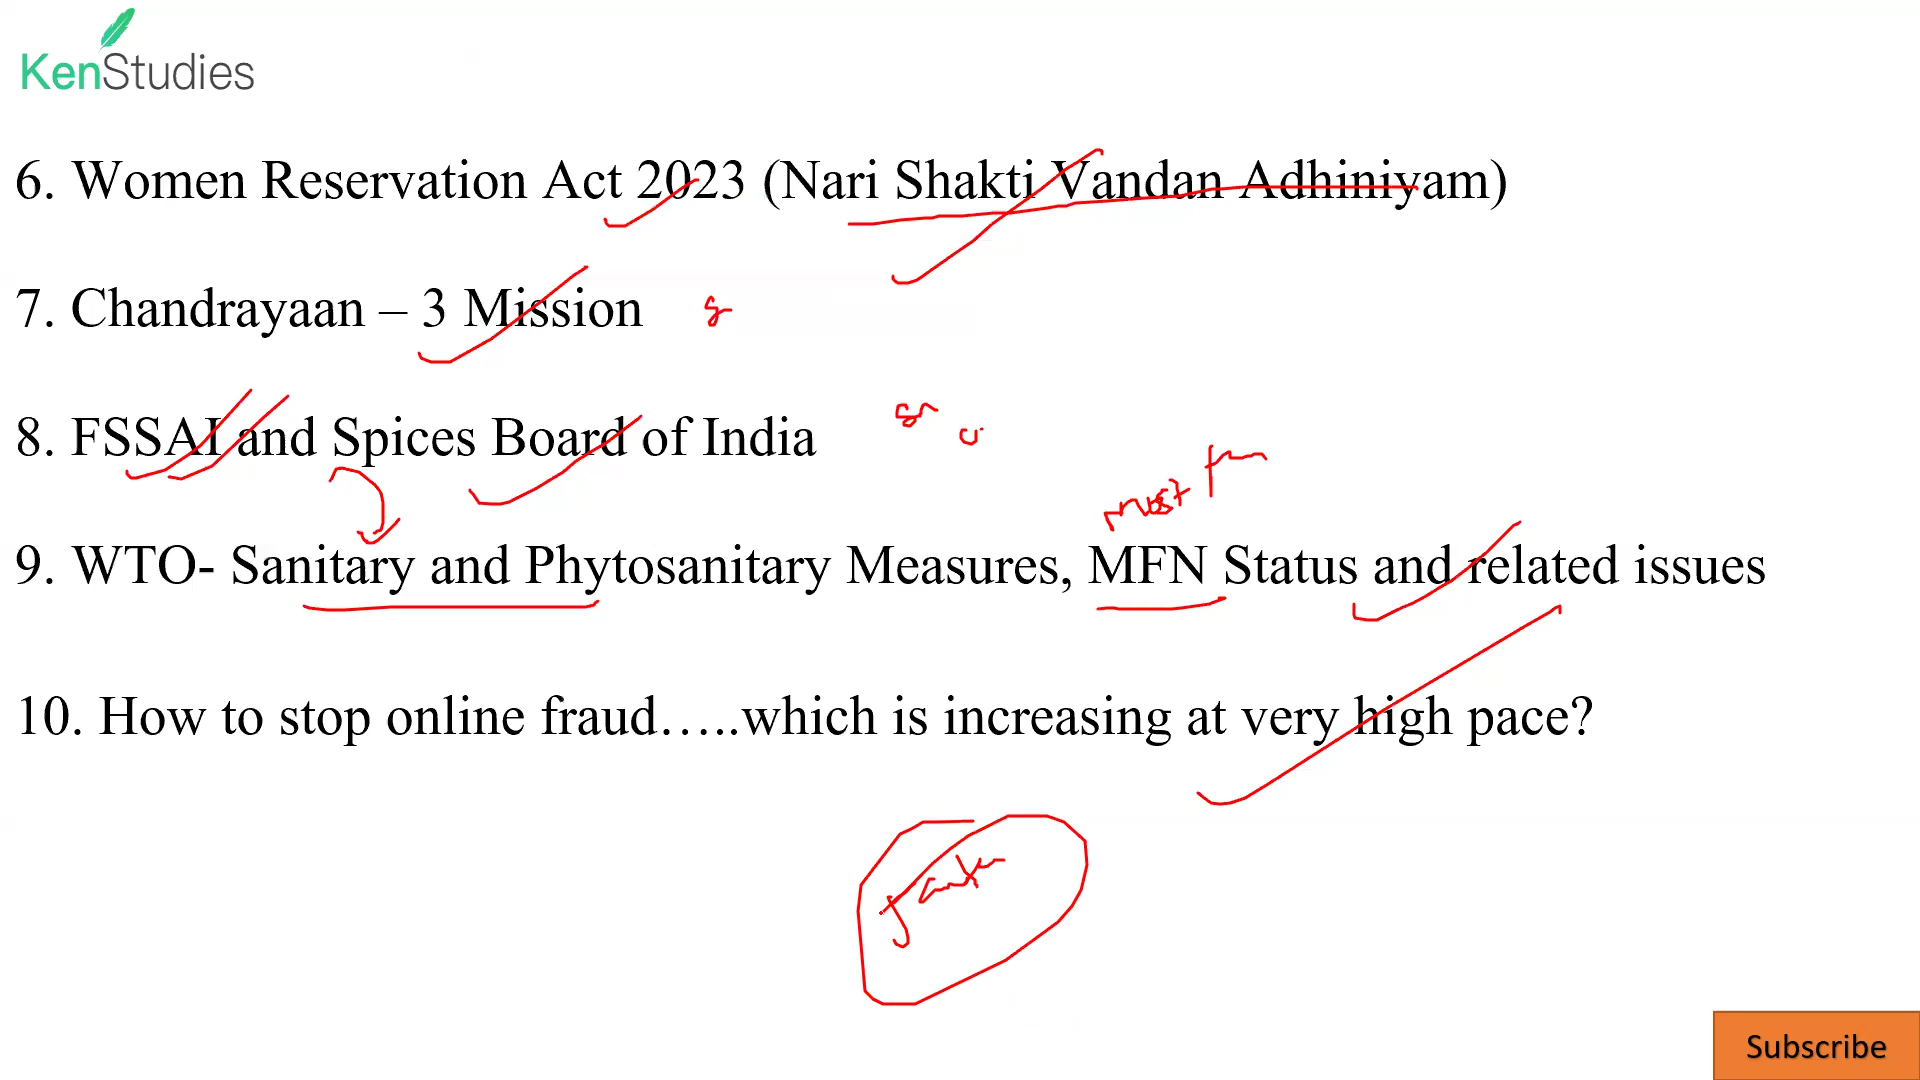 KenStudies
6. Women Reservation Act 2023 (Nari Shakti Vandan Adhiniyam)
7. Chandrayaan – 3 Mission
8. FSSAI and Spices Board of India
most
9. WTO- Sanitary and Phytosanitary Measures, MFN Status and related issues
10. How to stop online fraud…..which is increasing at very high pace?
Subscribe